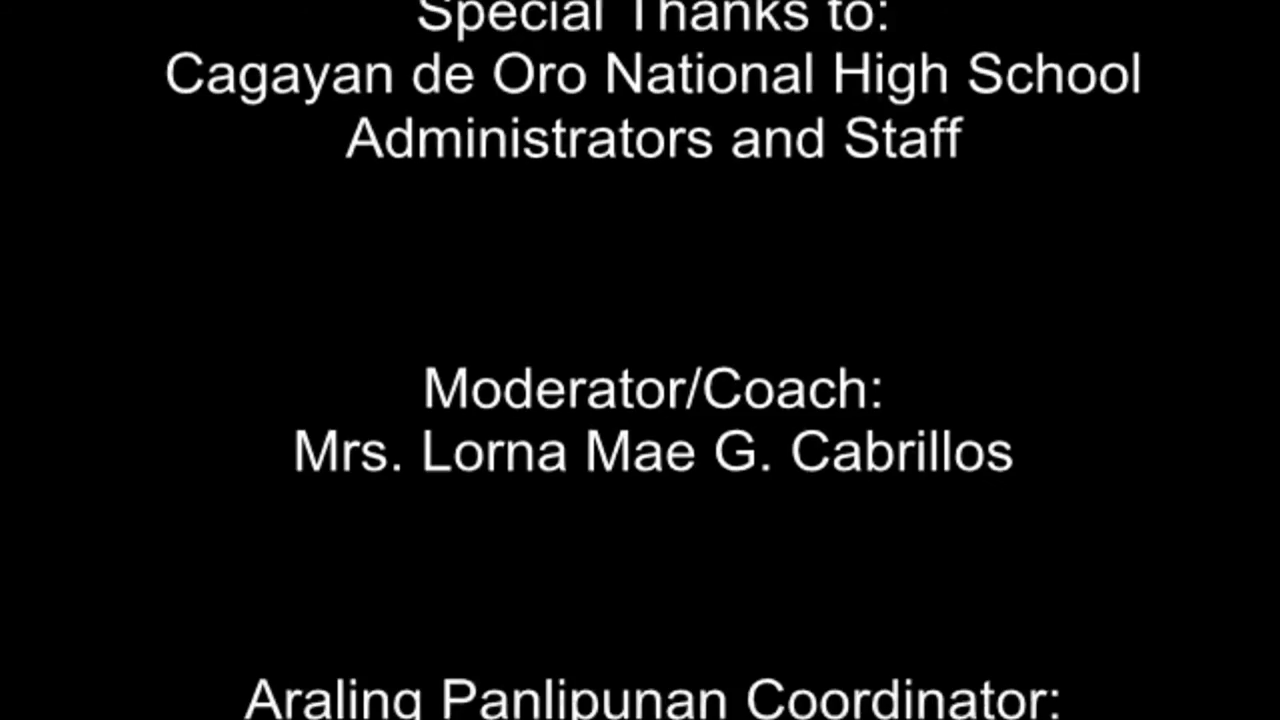 Special Thanks to:
Cagayan de Oro National High School
Administrators and Staff
Moderator/Coach:
Mrs. Lorna Mae G. Cabrillos
Araling Panlipunan Coordinator: